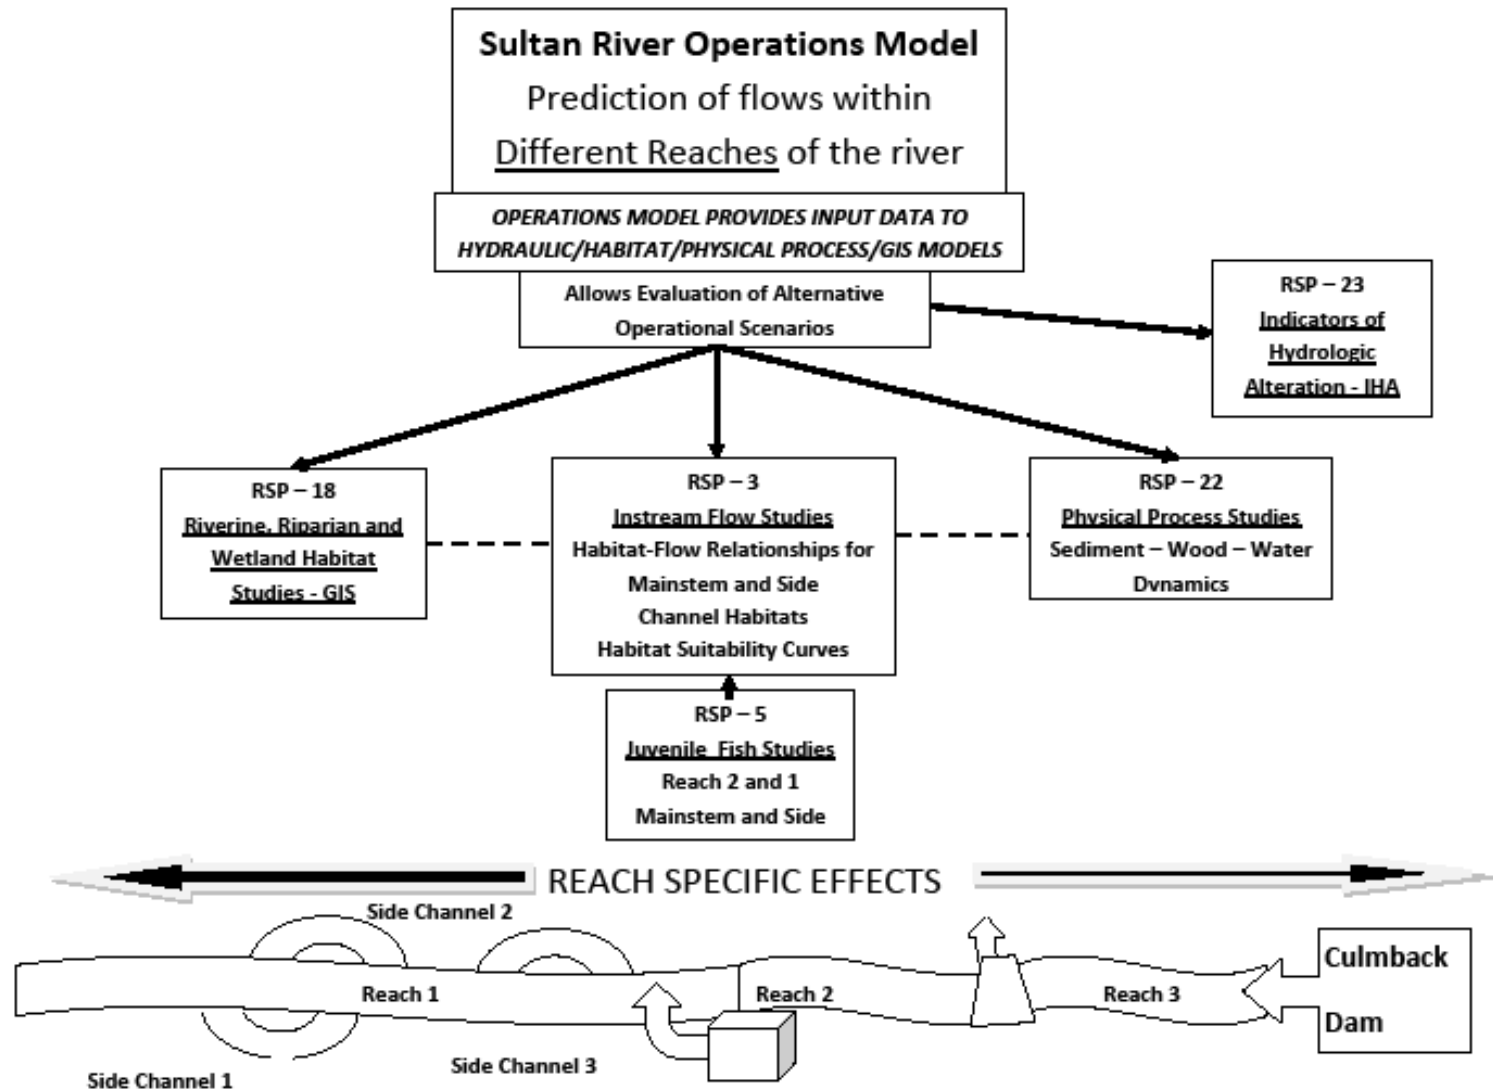 Sultan River Operations Model
Prediction of flows within
Different Reaches of the river
OPERATIONS MODEL PROVIDES INPUT DATA TO
HYDRAULIC/HABITAT/PHYSICAL PROCESS/GIS MODELS
Allows Evaluation of Alternative
Operational Scenarios
RSP – 23
Indicators of
Hydrologic
Alteration - IHA
RSP – 18
Riverine, Riparian and
Wetland Habitat
Studies - GIS
RSP – 3
Instream Flow Studies
Habitat-Flow Relationships for
Mainstem and Side
Channel Habitats
Habitat Suitability Curves
RSP – 22
Physical Process Studies
Sediment – Wood – Water
Dynamics
RSP – 5
Juvenile Fish Studies
Reach 2 and 1
Mainstem and Side
REACH SPECIFIC EFFECTS
Side Channel 2
Reach 1
Reach 2
Reach 3
Culmback
Dam
Side Channel 3
Side Channel 1